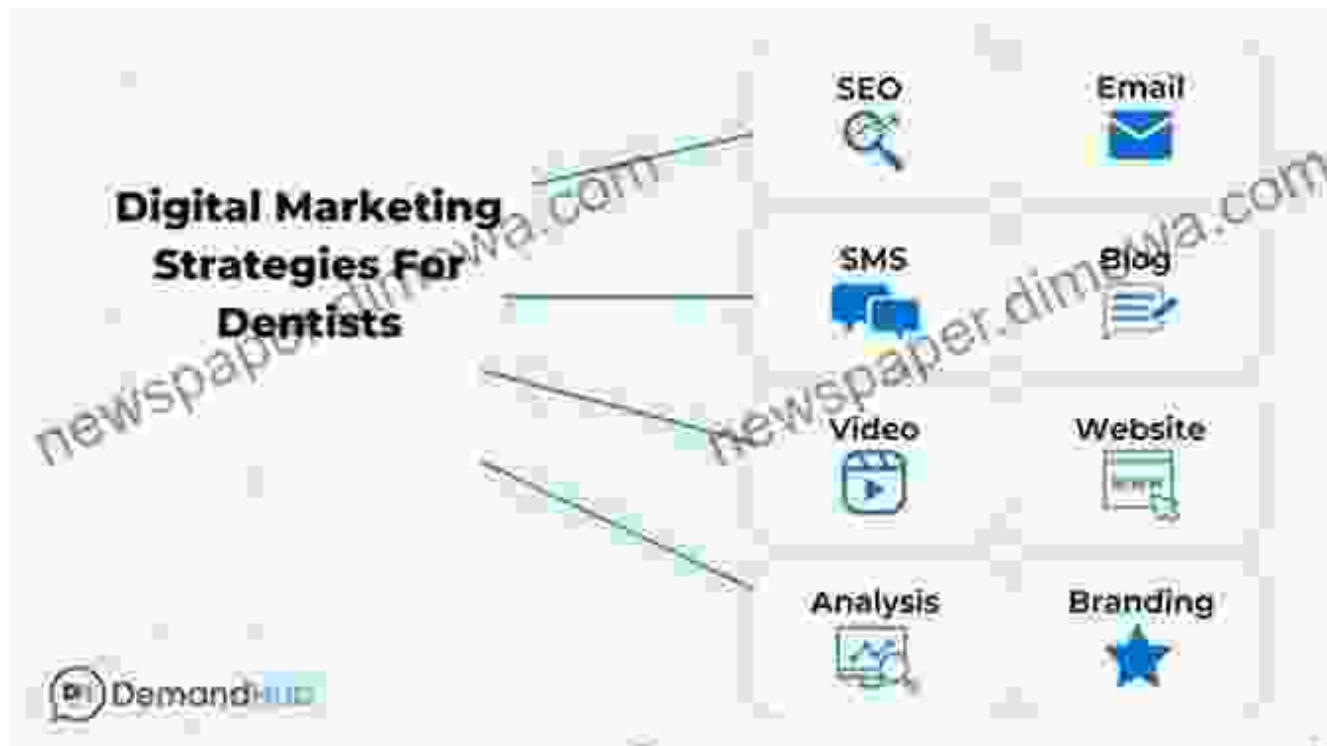 Digital Marketing
Strategies For
Dentists
SEO
Email
SMS
Blog
Video
Website
Analysis
Branding
DemandHub
newspaper.dimowa.com
newspaper.dimowa.com